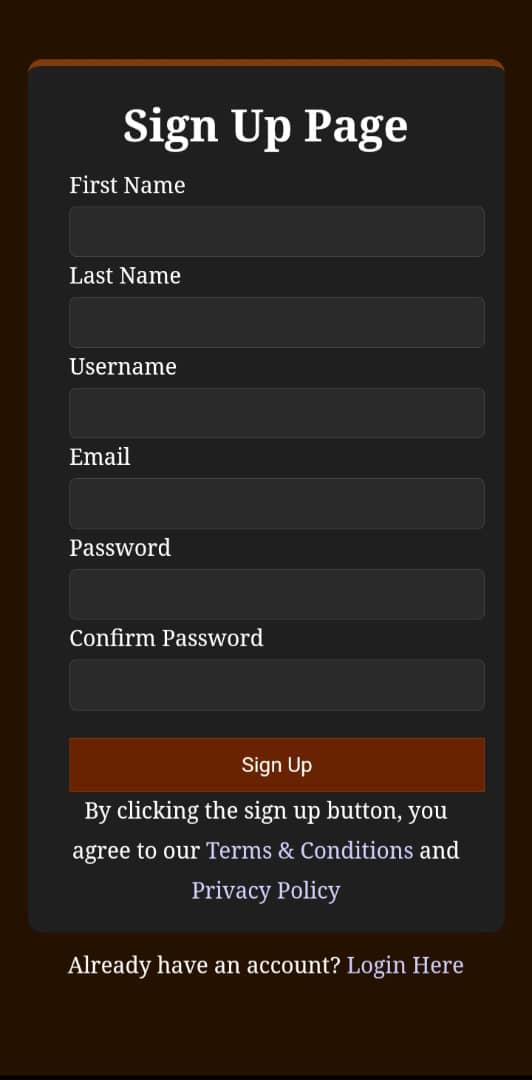 Sign Up Page
First Name
Last Name
Username
Email
Password
Confirm Password
Sign Up
By clicking the sign up button, you
agree to our Terms & Conditions and
Privacy Policy
Already have an account? Login Here